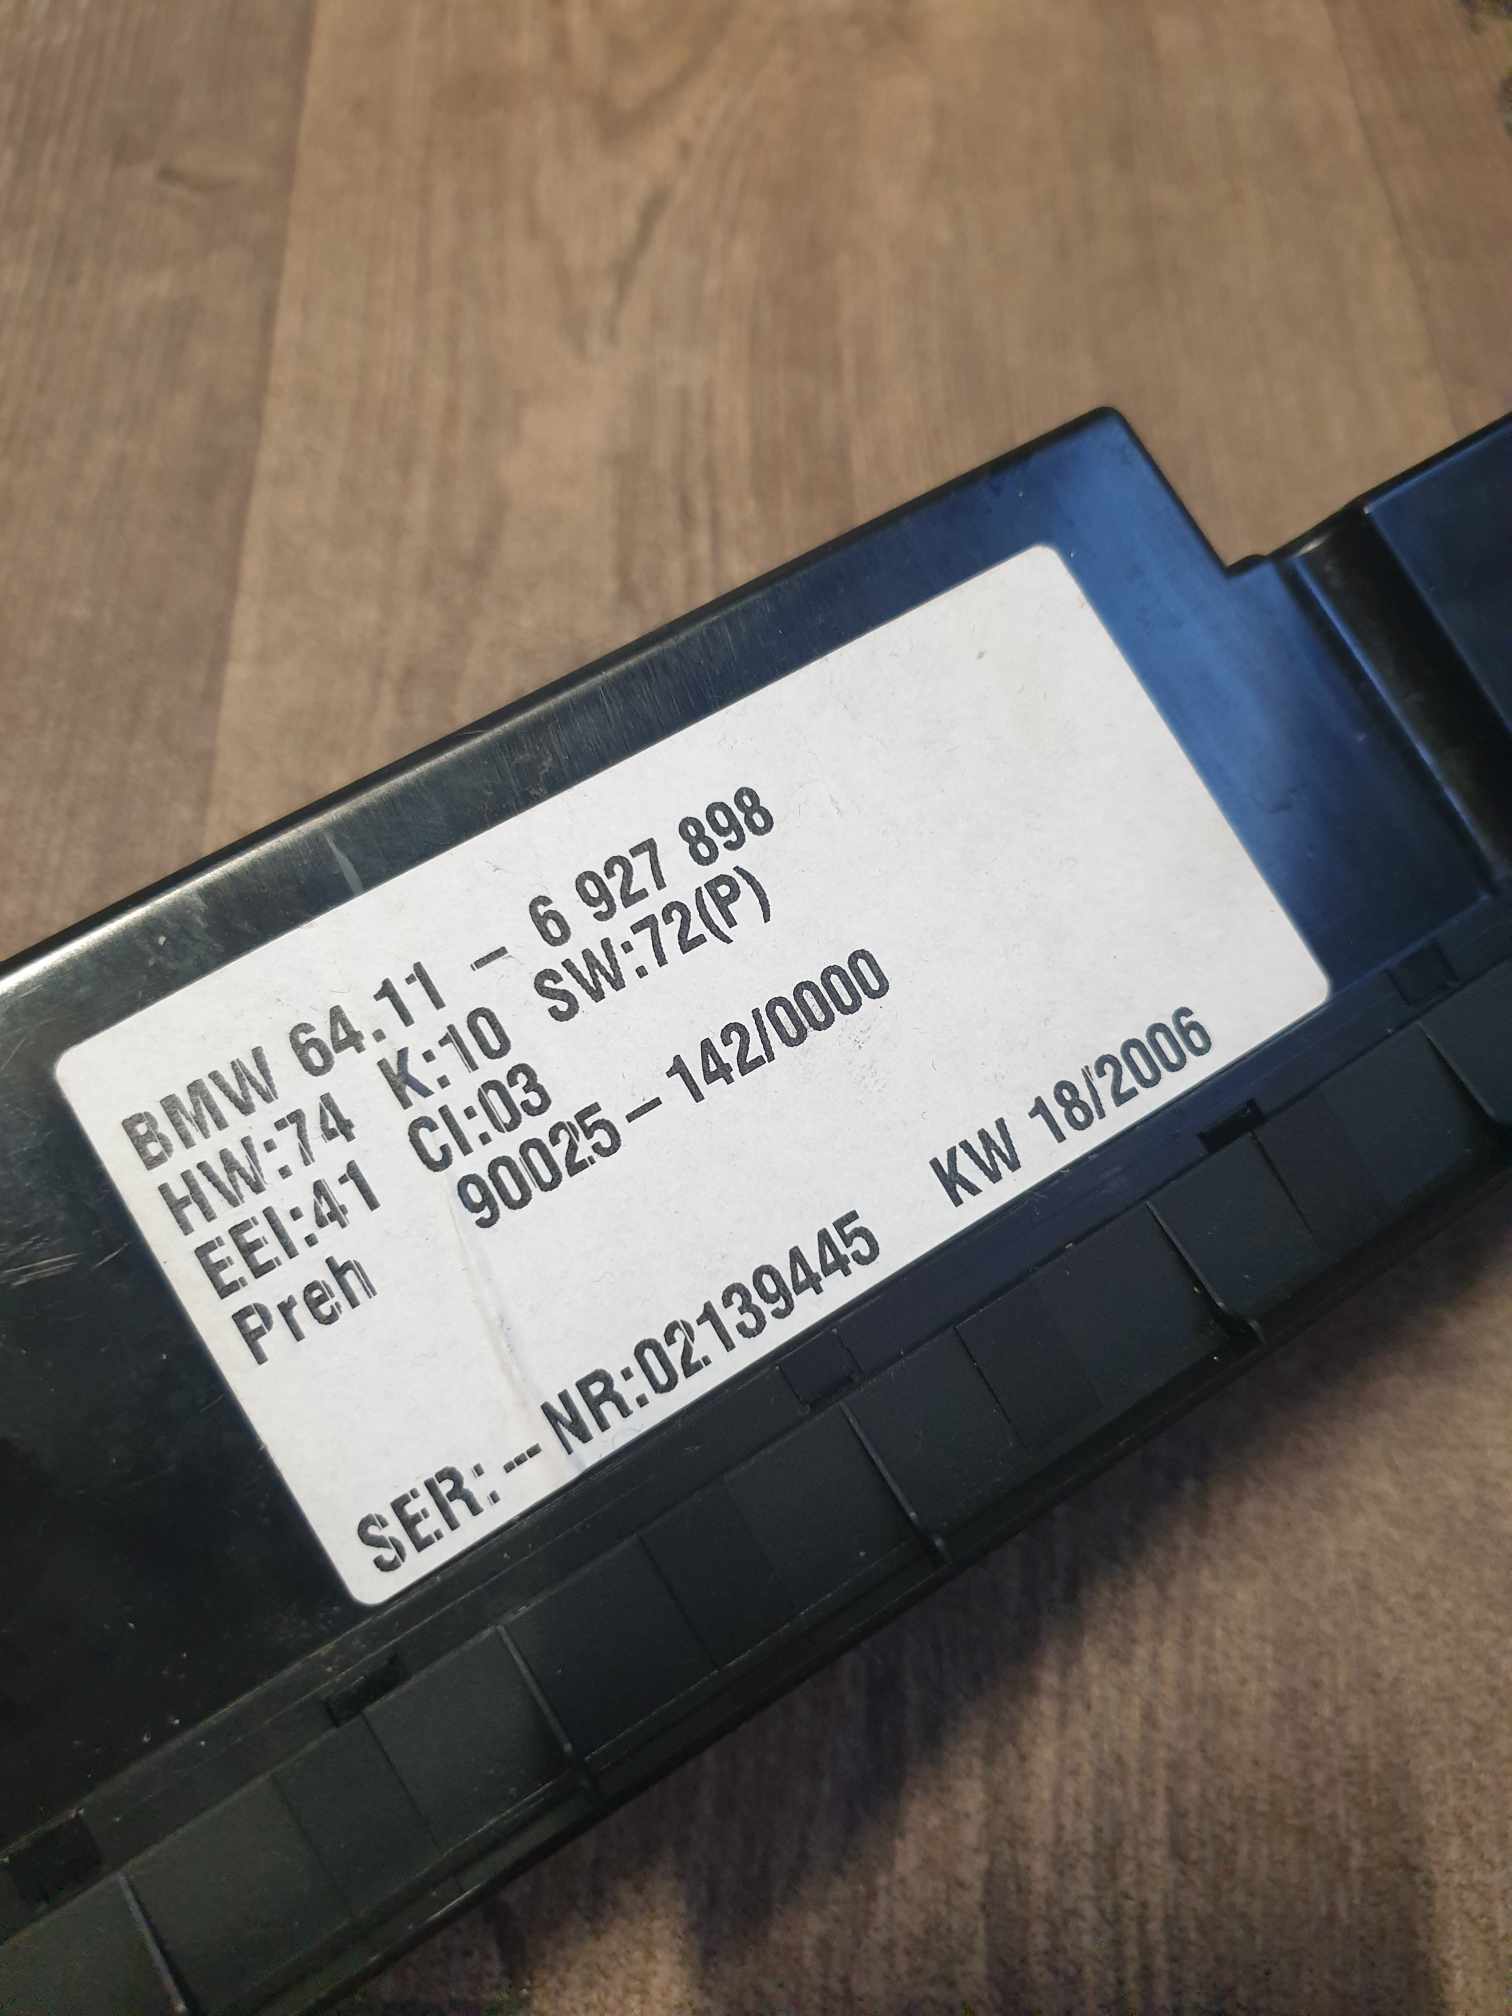 BMW 64.11 - 6 927 898
HW:74 K:10 SW:72(P)
EEI:41 CI:03
Preh 90025-142/0000
SER:-- NR:02139445 KW 18/2006